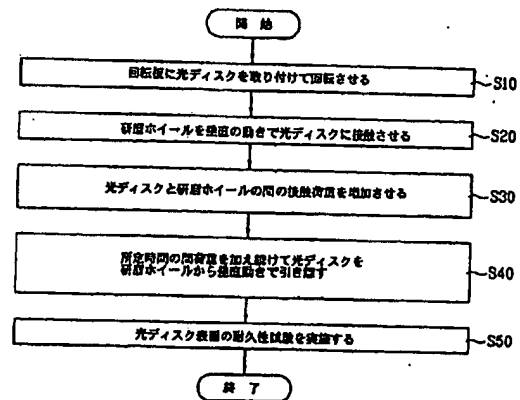 開 始
回転板に光ディスクを取り付けて回転させる
S10
研磨ホイールを垂直の動きで光ディスクに接触させる
S20
光ディスクと研磨ホイールの間の接触荷重を増加させる
S30
所定時間の間荷重を加え続けて光ディスクを
研磨ホイールから垂直動きで引き離す
S40
光ディスク表面の耐久性試験を実施する
S50
終 了